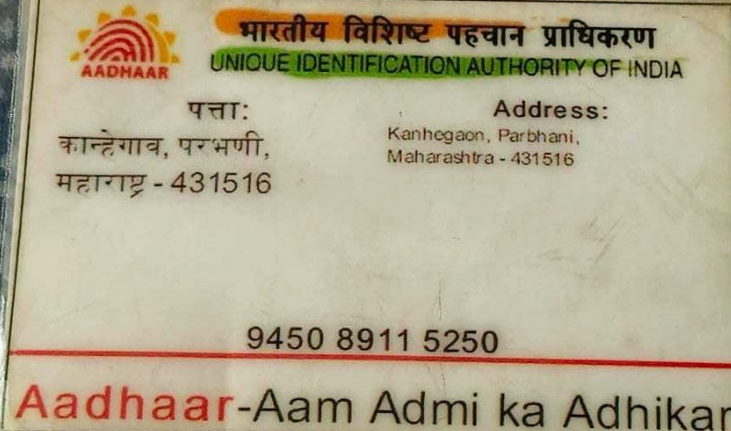 भारतीय विशिष्ट पहचान प्राधिकरण
AADHAAR
UNIQUE IDENTIFICATION AUTHORITY OF INDIA
पत्ता:
कान्हेगाव, परभणी,
महाराष्ट्र - 431516
Address:
Kanhegaon, Parbhani,
Maharashtra - 431516
9450 8911 5250
Aadhaar-Aam Admi ka Adhikar